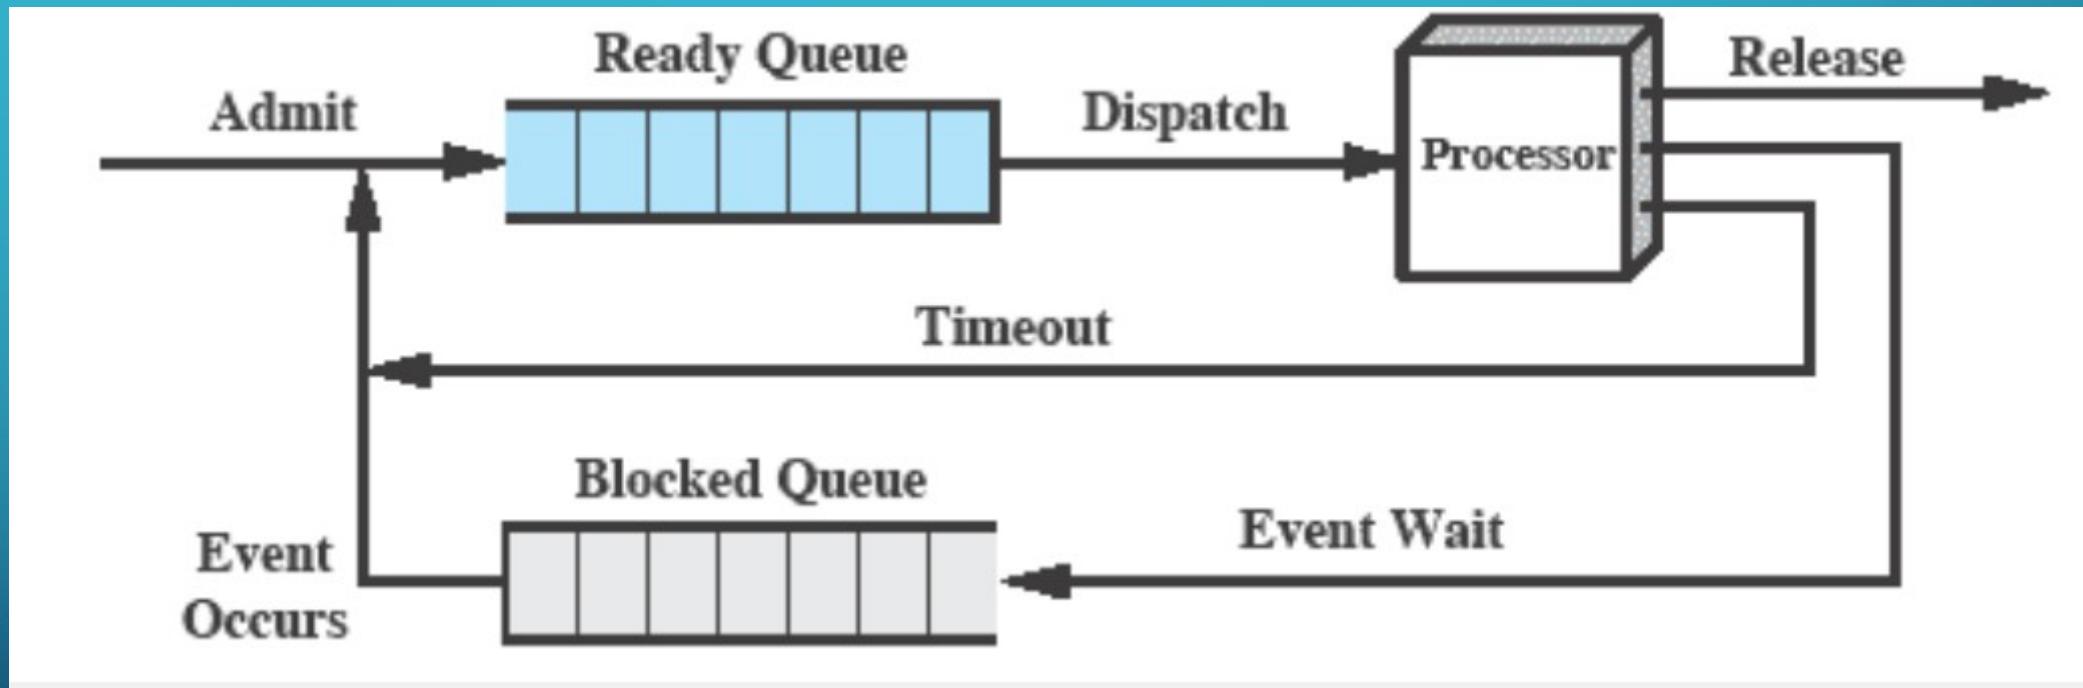 Ready Queue
Release
Admit
Dispatch
Processor
Timeout
Blocked Queue
Event Wait
Event
Occurs